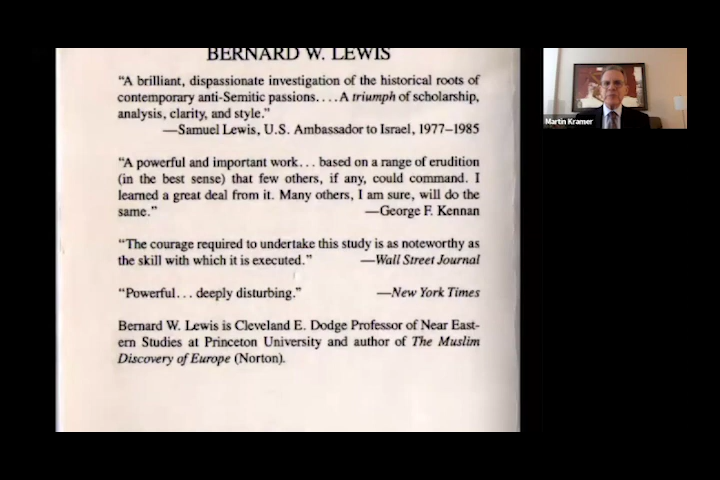 BERNARD W. LEWIS
“A brilliant, dispassionate investigation of the historical roots of
contemporary anti-Semitic passions. . . . A triumph of scholarship,
analysis, clarity, and style.”
—Samuel Lewis, U.S. Ambassador to Israel, 1977–1985
“A powerful and important work. . . based on a range of erudition
(in the best sense) that few others, if any, could command. I
learned a great deal from it. Many others, I am sure, will do the
same.” —George F. Kennan
“The courage required to undertake this study is as noteworthy as
the skill with which it is executed.” —Wall Street Journal
“Powerful. . . deeply disturbing.” —New York Times
Bernard W. Lewis is Cleveland E. Dodge Professor of Near East-
ern Studies at Princeton University and author of The Muslim
Discovery of Europe (Norton).
Martin Kramer